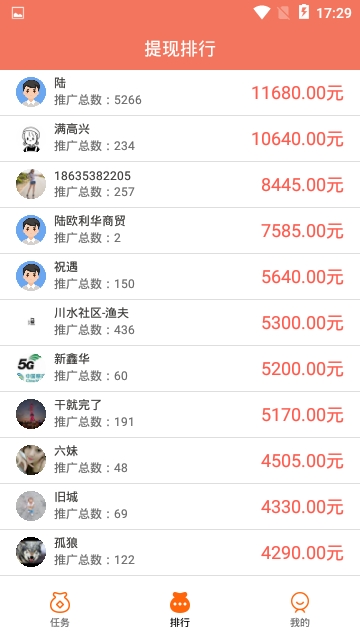 17:29
提现排行
陆
推广总数：5266
11680.00元
满高兴
推广总数：234
10640.00元
18635382205
推广总数：257
8445.00元
陆欧利华商贸
推广总数：2
7585.00元
祝遇
推广总数：150
5640.00元
川水社区-渔夫
推广总数：436
5300.00元
5G
新鑫华
推广总数：60
5200.00元
干就完了
推广总数：191
5170.00元
六妹
推广总数：48
4505.00元
旧城
推广总数：69
4330.00元
孤狼
推广总数：122
4290.00元
任务
排行
我的